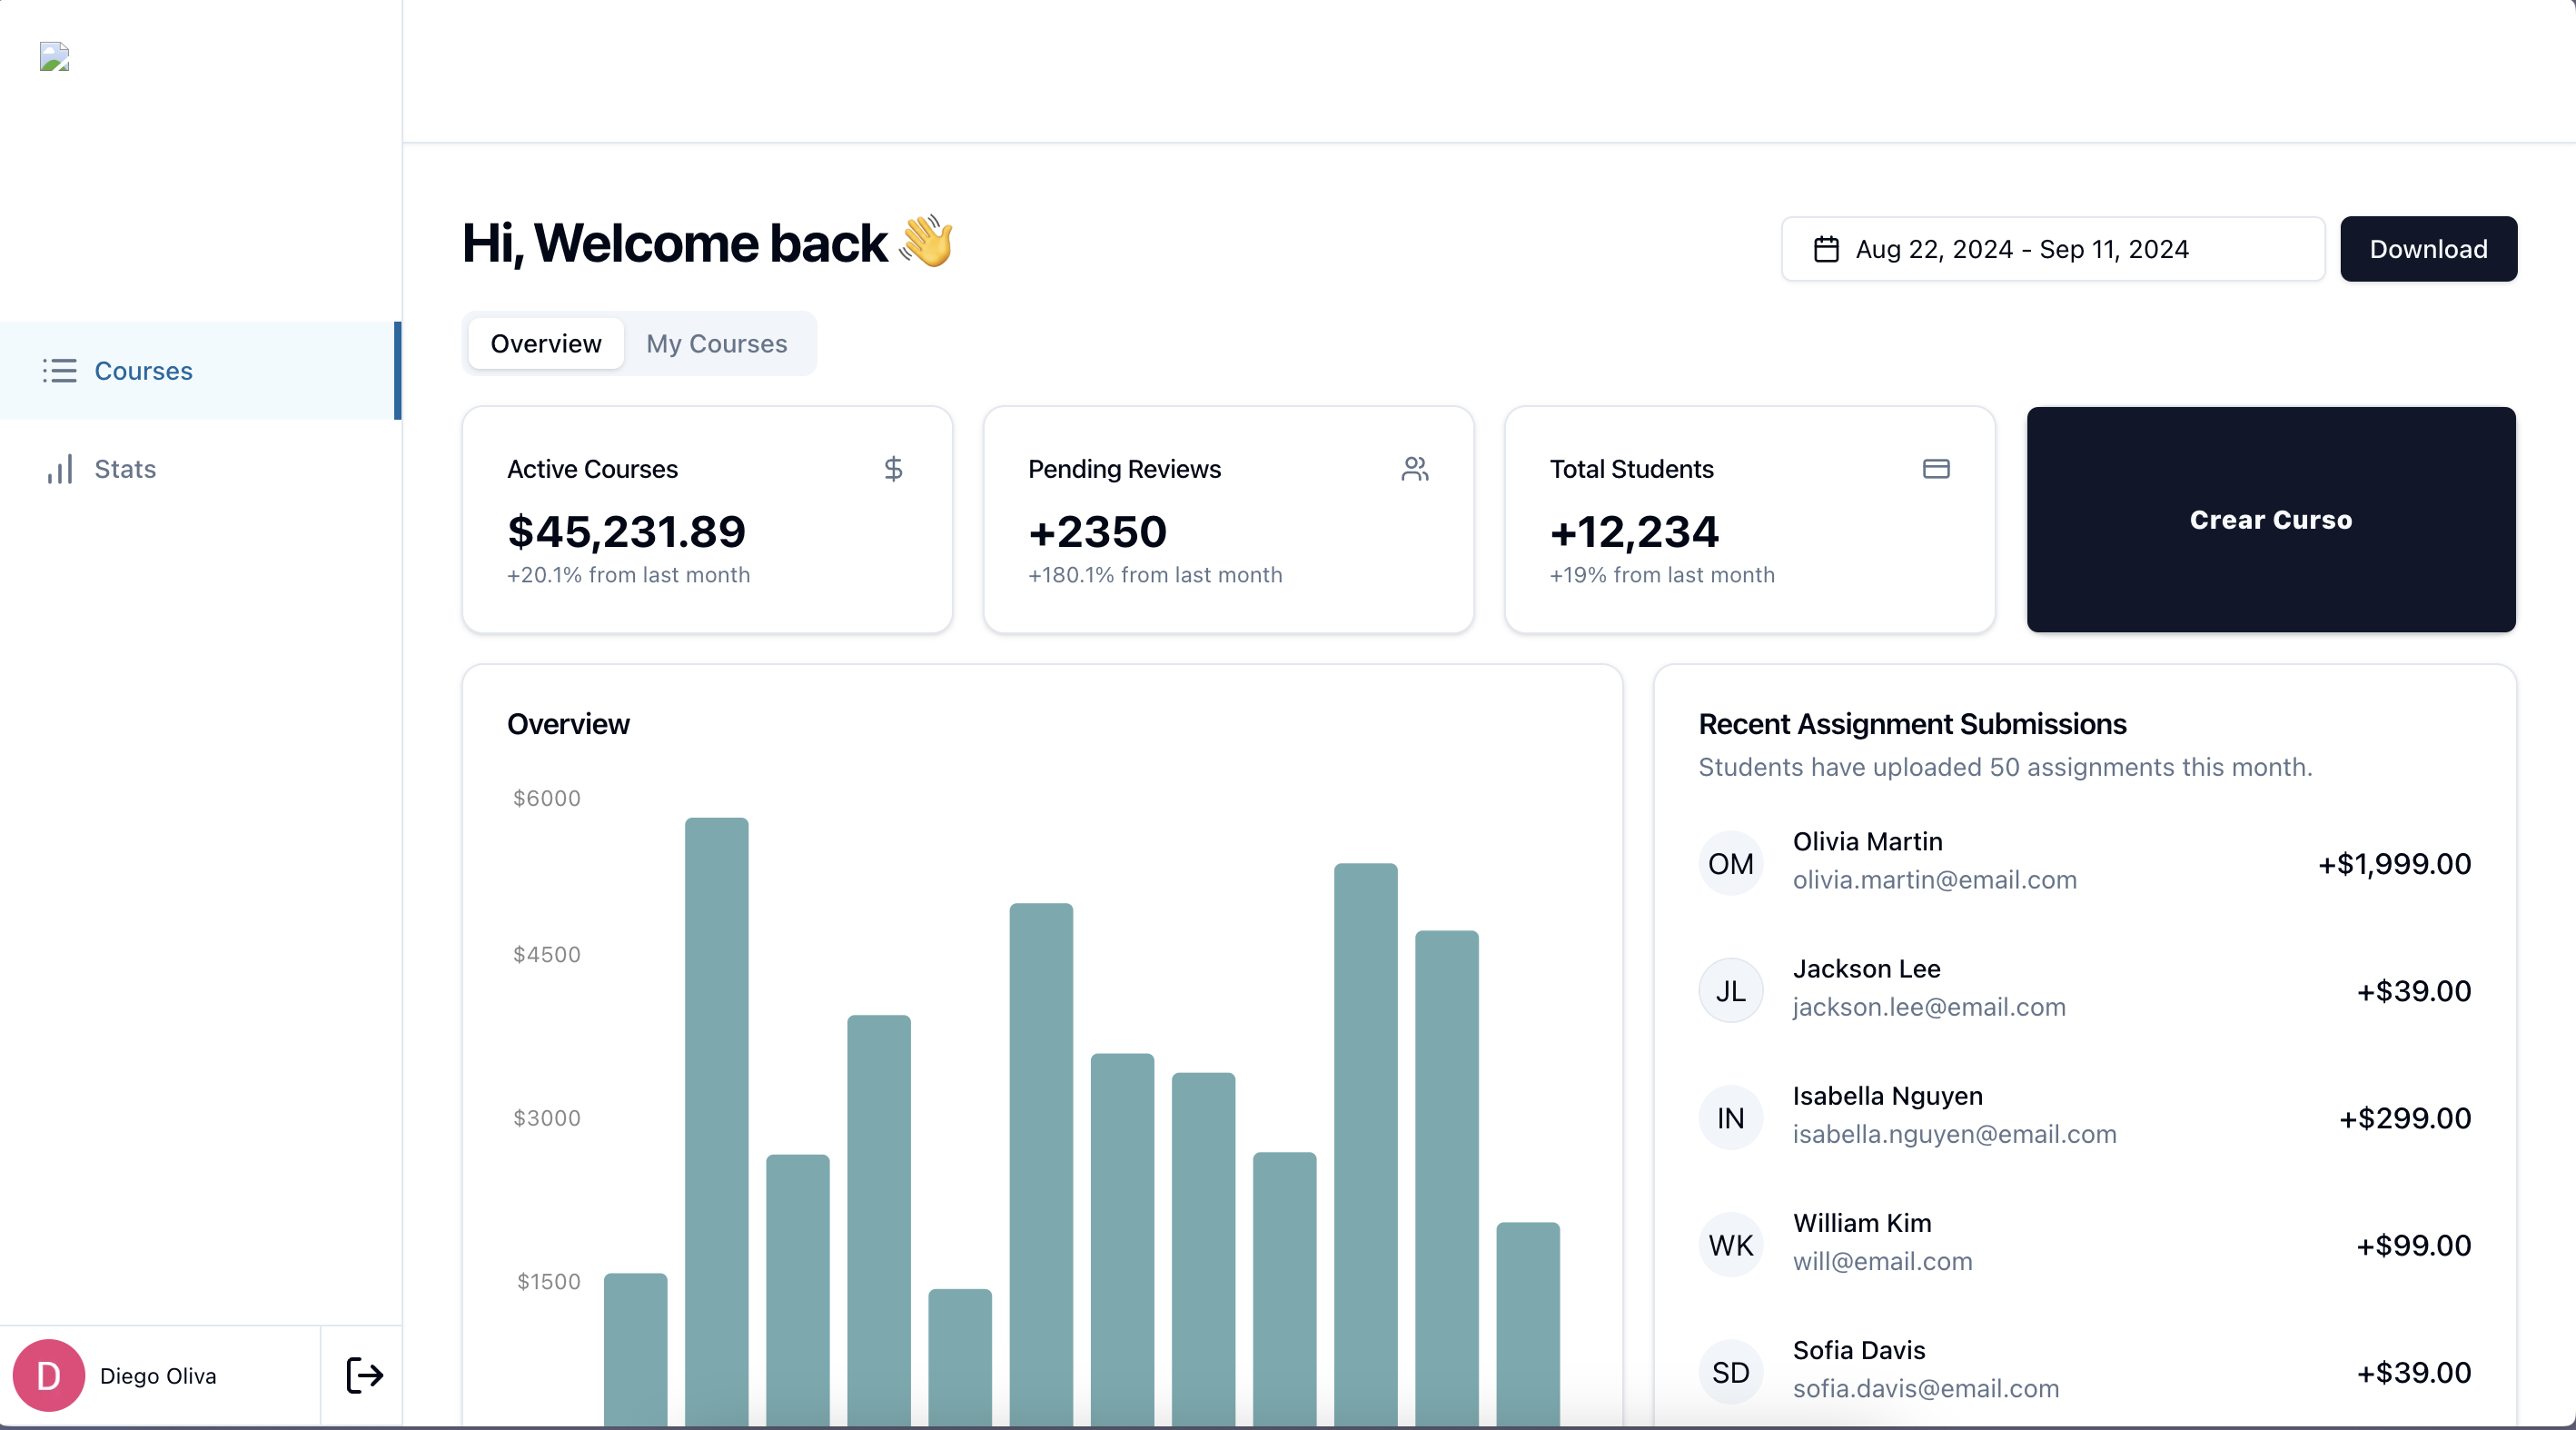 Hi, Welcome back 👋
Aug 22, 2024 - Sep 11, 2024
Download
Overview
My Courses
Courses
Stats
Active Courses
$45,231.89
+20.1% from last month
Pending Reviews
+2350
+180.1% from last month
Total Students
+12,234
+19% from last month
Crear Curso
Overview
$6000
$4500
$3000
$1500
Recent Assignment Submissions
Students have uploaded 50 assignments this month.
OM
Olivia Martin
olivia.martin@email.com
+$1,999.00
JL
Jackson Lee
jackson.lee@email.com
+$39.00
IN
Isabella Nguyen
isabella.nguyen@email.com
+$299.00
WK
William Kim
will@email.com
+$99.00
SD
Sofia Davis
sofia.davis@email.com
+$39.00
D
Diego Oliva